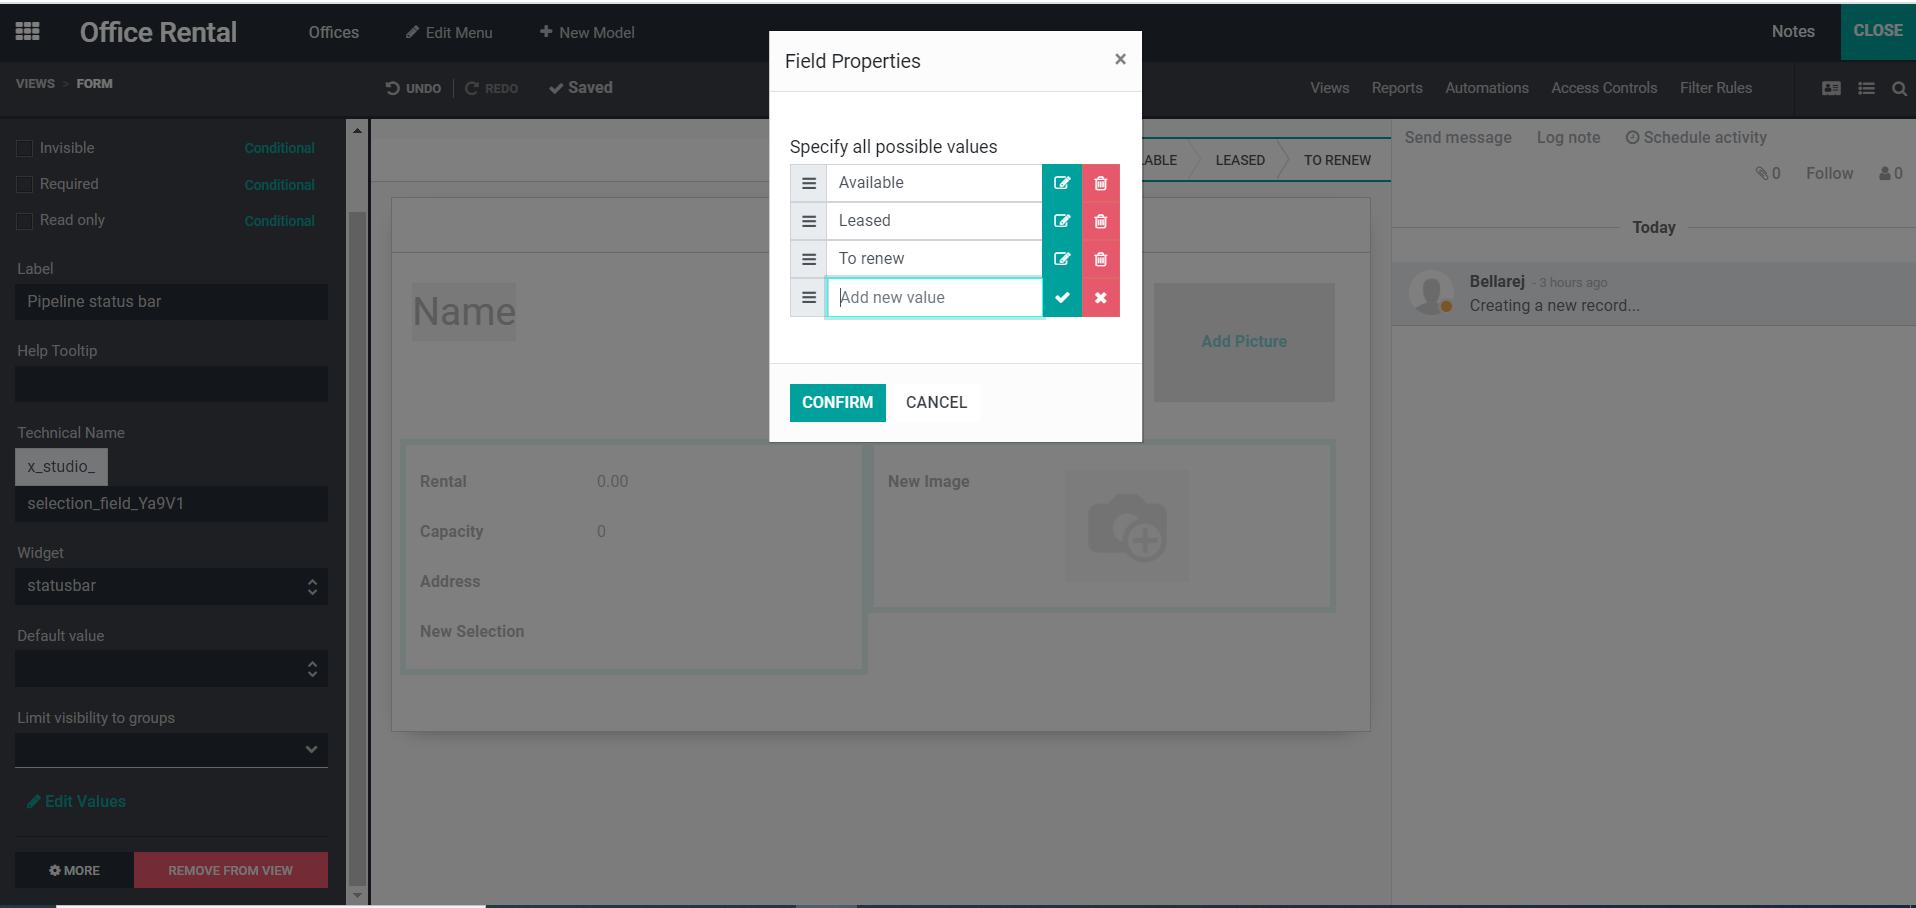 Office Rental
Offices
Edit Menu
New Model
Notes
CLOSE
VIEWS > FORM
UNDO
REDO
Saved
Views
Reports
Automations
Access Controls
Filter Rules
Invisible
Conditional
Required
Conditional
Read only
Conditional
Label
Pipeline status bar
Help Tooltip
Technical Name
x_studio_
selection_field_Ya9V1
Widget
statusbar
Default value
Limit visibility to groups
Edit Values
MORE
REMOVE FROM VIEW
Field Properties
×
Specify all possible values
Available
Leased
To renew
Add new value
CONFIRM
CANCEL
LABLE
LEASED
TO RENEW
Name
Add Picture
Rental
0.00
Capacity
0
Address
New Selection
New Image
Send message
Log note
Schedule activity
0
Follow
0
Today
Bellarej - 3 hours ago
Creating a new record...